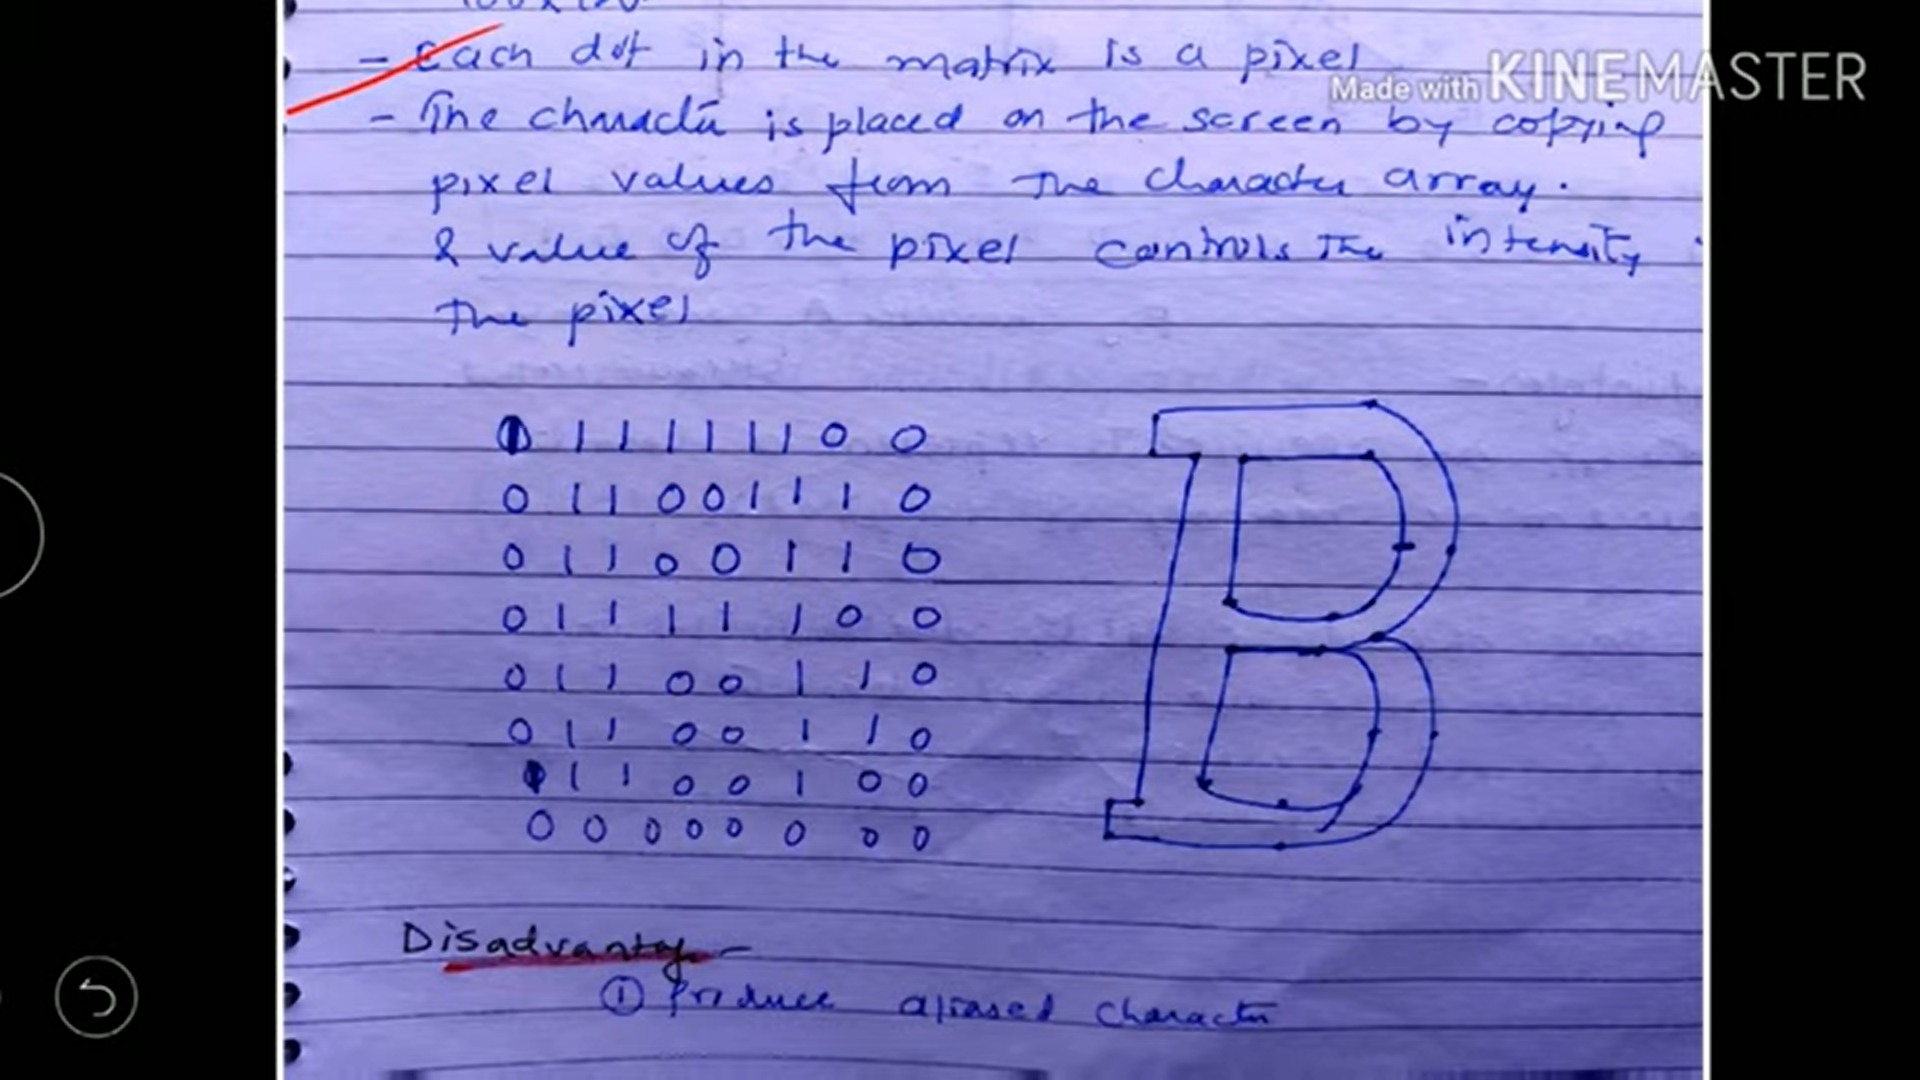 - Each dot in the matrix is a pixel
Made with KINEMASTER
- The character is placed on the screen by copying
pixel values from the character array.
& value of the pixel controls the intensity
the pixel
0 1 1 1 1 1 1 0 0
0 1 1 0 0 1 1 1 0
0 1 1 0 0 1 1 0
0 1 1 1 1 1 0 0
0 1 1 0 0 1 1 0
0 1 1 0 0 1 1 0
1 1 0 0 1 0 0
0 0 0 0 0 0 0 0
B
Disadvantag -
① Produce aliased character